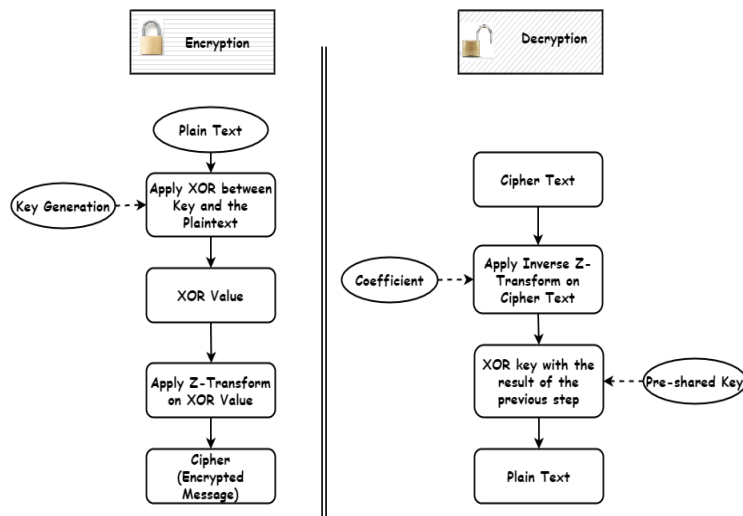 Encryption
Plain Text
Key Generation
Apply XOR between
Key and the
Plaintext
XOR Value
Apply Z-Transform
on XOR Value
Cipher
(Encrypted
Message)
Decryption
Cipher Text
Coefficient
Apply Inverse Z-
Transform on
Cipher Text
XOR key with the
result of the
previous step
Pre-shared Key
Plain Text